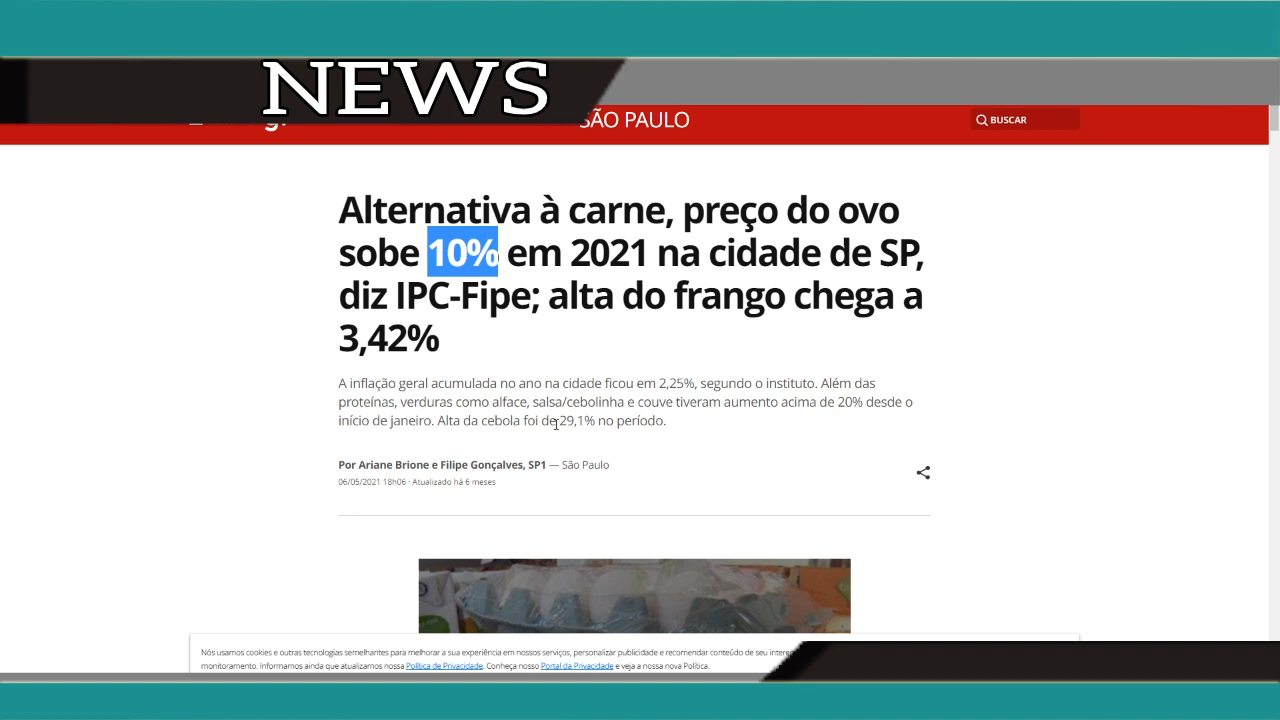 NEWS
SÃO PAULO
BUSCAR
Alternativa à carne, preço do ovo
sobe 10% em 2021 na cidade de SP,
diz IPC-Fipe; alta do frango chega a
3,42%
A inflação geral acumulada no ano na cidade ficou em 2,25%, segundo o instituto. Além das
proteínas, verduras como alface, salsa/cebolinha e couve tiveram aumento acima de 20% desde o
início de janeiro. Alta da cebola foi de 29,1% no período.
Por Ariane Brione e Filipe Gonçalves, SP1 — São Paulo
06/05/2021 18h06 · Atualizado há 6 meses
Nós usamos cookies e outras tecnologias semelhantes para melhorar a sua experiência em nossos serviços, personalizar publicidade e recomendar conteúdo de seu
monitoramento. Informamos ainda que atualizamos nossa Política de Privacidade. Conheça nosso Portal da Privacidade e veja a nossa nova Política.